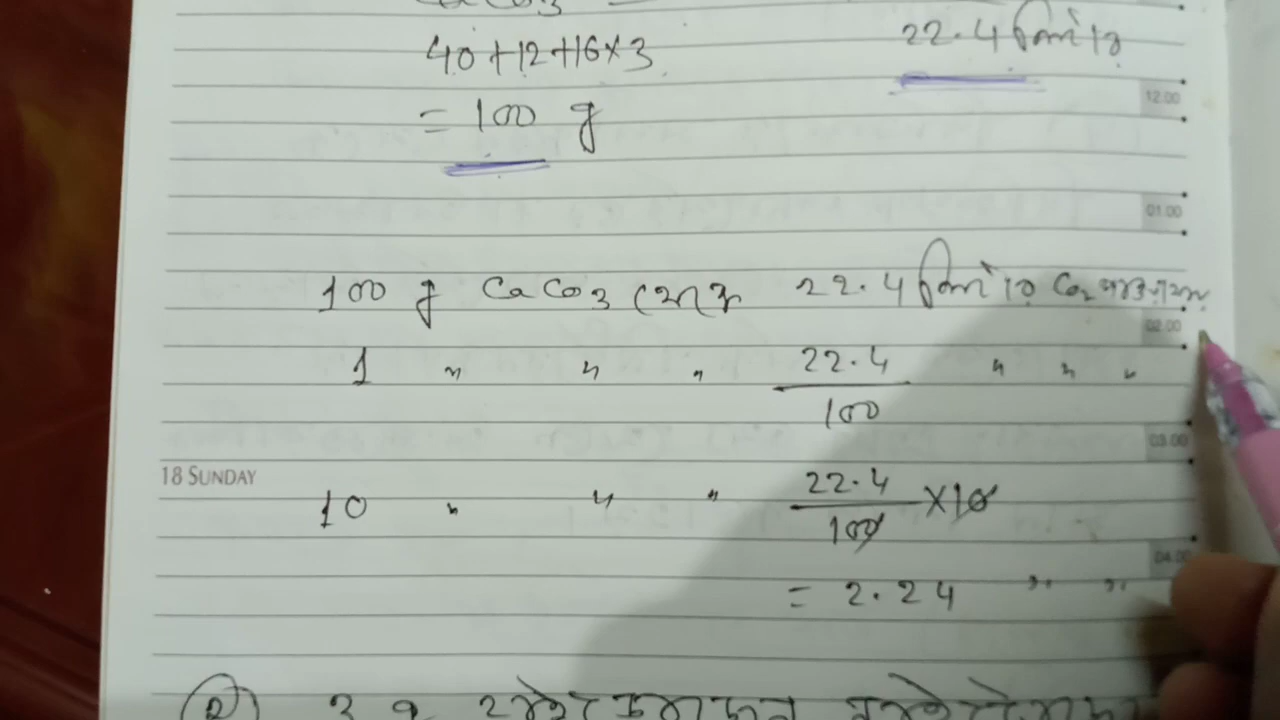 CaCO3
40+12+16×3 22.4 লিটার
= 100 g
12.00
01.00
100 g CaCO3 থেকে 22.4 লিটার CO2
02.00
1 " " " 22.4/100 " " "
03.00
18 SUNDAY
10 " " " 22.4/100 ×10
04.00
= 2.24 " "